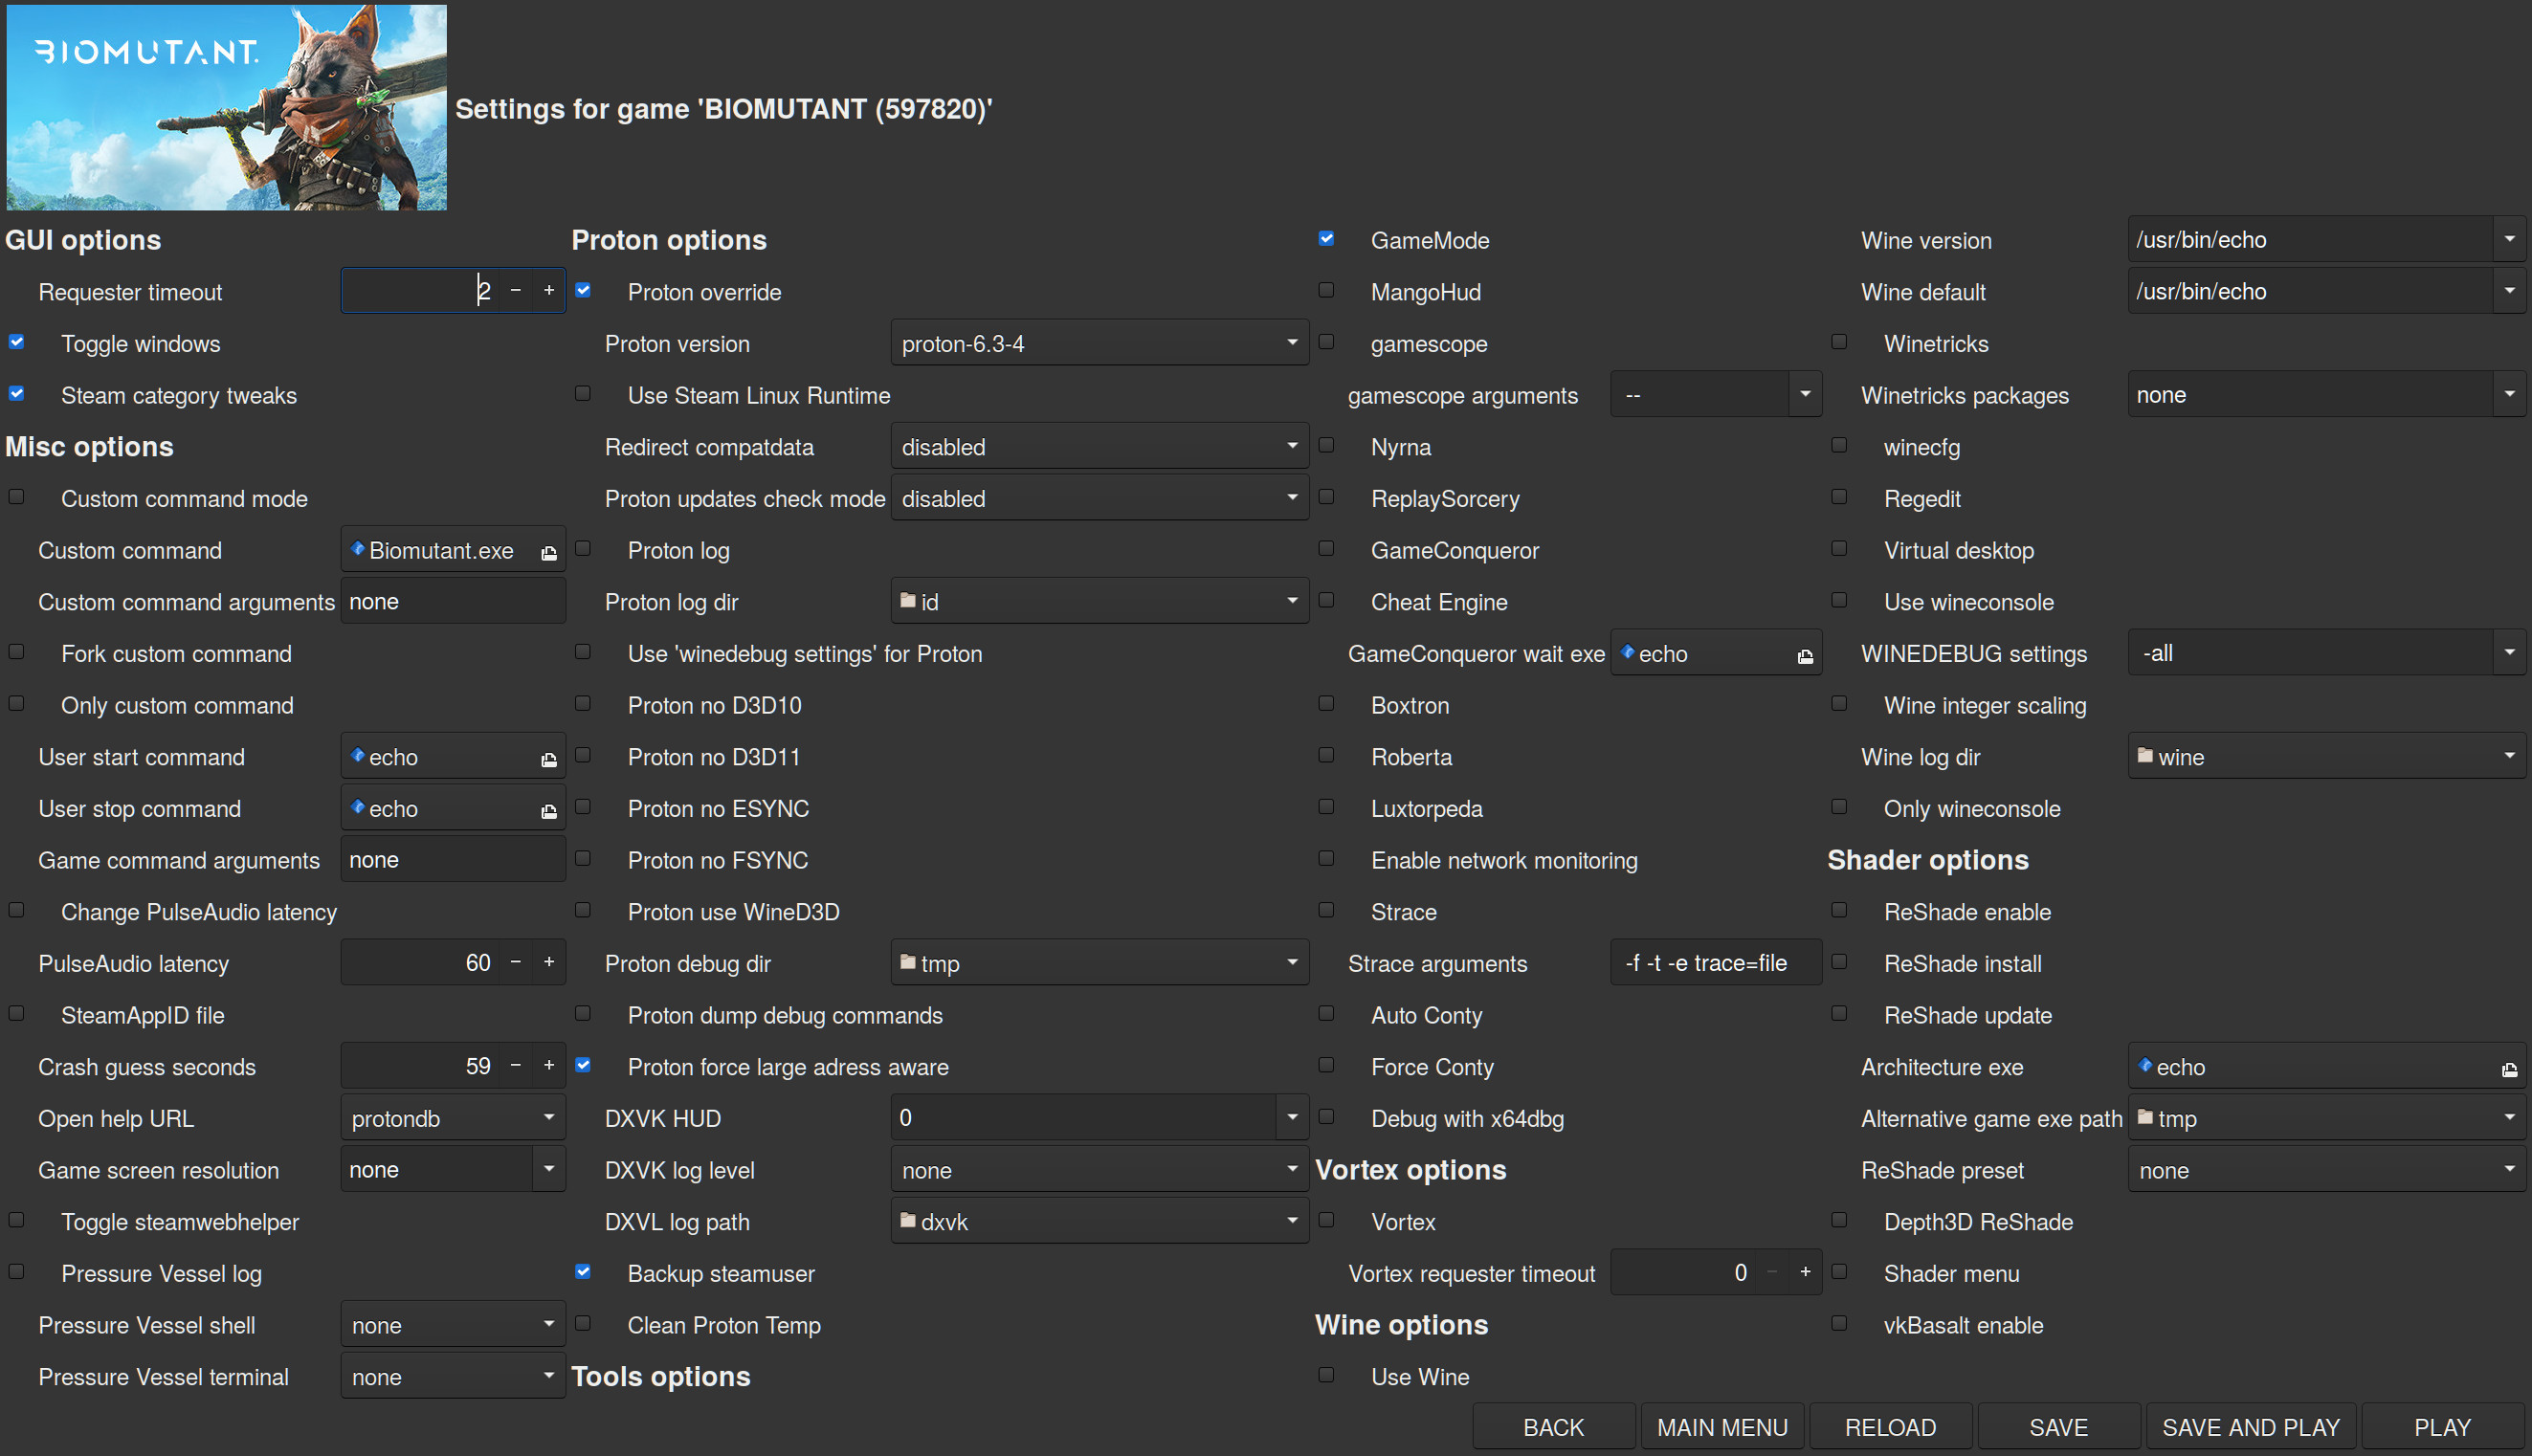 BIOMUTANT.
Settings for game 'BIOMUTANT (597820)'
GUI options
Requester timeout 2 − +
Toggle windows
Steam category tweaks
Misc options
Custom command mode
Custom command Biomutant.exe
Custom command arguments none
Fork custom command
Only custom command
User start command echo
User stop command echo
Game command arguments none
Change PulseAudio latency
PulseAudio latency 60 − +
SteamAppID file
Crash guess seconds 59 − +
Open help URL protondb
Game screen resolution none
Toggle steamwebhelper
Pressure Vessel log
Pressure Vessel shell none
Pressure Vessel terminal none
Proton options
Proton override
Proton version proton-6.3-4
Use Steam Linux Runtime
Redirect compatdata disabled
Proton updates check mode disabled
Proton log
Proton log dir id
Use 'winedebug settings' for Proton
Proton no D3D10
Proton no D3D11
Proton no ESYNC
Proton no FSYNC
Proton use WineD3D
Proton debug dir tmp
Proton dump debug commands
Proton force large adress aware
DXVK HUD 0
DXVK log level none
DXVL log path dxvk
Backup steamuser
Clean Proton Temp
Tools options
GameMode
MangoHud
gamescope
gamescope arguments --
Nyrna
ReplaySorcery
GameConqueror
Cheat Engine
GameConqueror wait exe echo
Boxtron
Roberta
Luxtorpeda
Enable network monitoring
Strace
Strace arguments -f -t -e trace=file
Auto Conty
Force Conty
Debug with x64dbg
Vortex options
Vortex
Vortex requester timeout 0 − +
Wine options
Use Wine
Wine version /usr/bin/echo
Wine default /usr/bin/echo
Winetricks
Winetricks packages none
winecfg
Regedit
Virtual desktop
Use wineconsole
WINEDEBUG settings -all
Wine integer scaling
Wine log dir wine
Only wineconsole
Shader options
ReShade enable
ReShade install
ReShade update
Architecture exe echo
Alternative game exe path tmp
ReShade preset none
Depth3D ReShade
Shader menu
vkBasalt enable
BACK MAIN MENU RELOAD SAVE SAVE AND PLAY PLAY